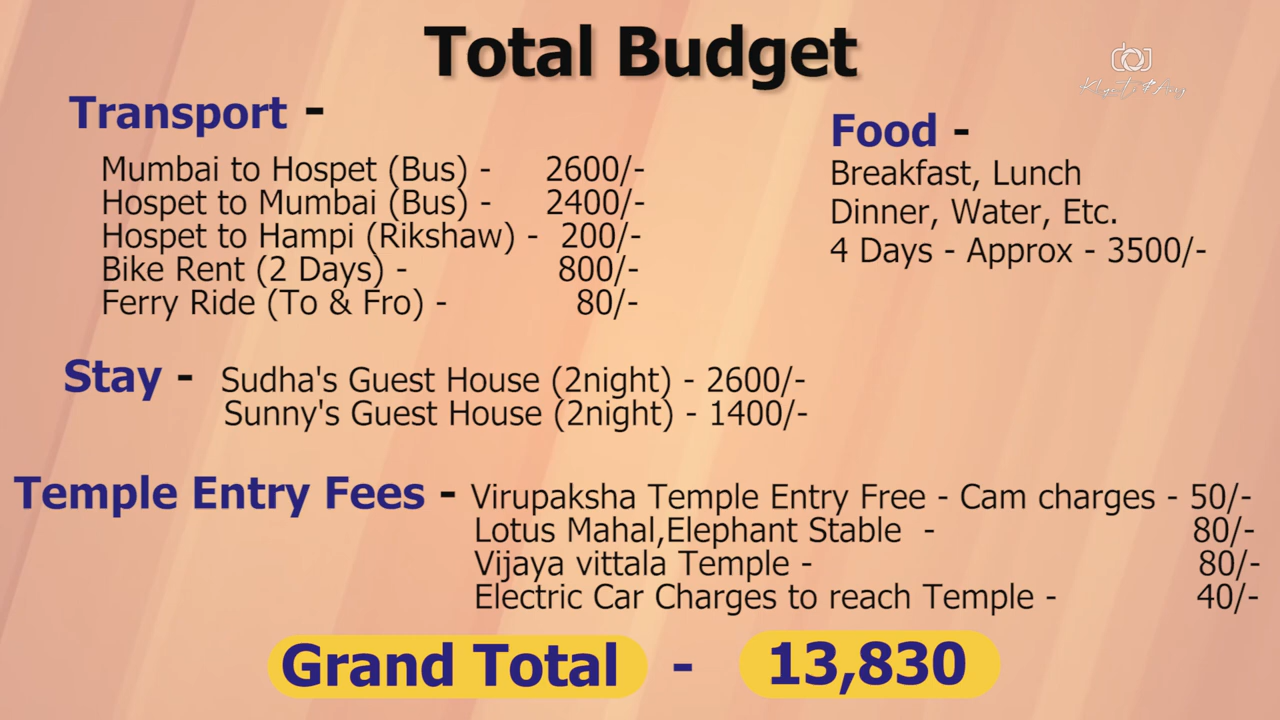 Total Budget
Transport -
Mumbai to Hospet (Bus) - 2600/-
Hospet to Mumbai (Bus) - 2400/-
Hospet to Hampi (Rikshaw) - 200/-
Bike Rent (2 Days) - 800/-
Ferry Ride (To & Fro) - 80/-
Food -
Breakfast, Lunch
Dinner, Water, Etc.
4 Days - Approx - 3500/-
Stay - Sudha's Guest House (2night) - 2600/-
Sunny's Guest House (2night) - 1400/-
Temple Entry Fees - Virupaksha Temple Entry Free - Cam charges - 50/-
Lotus Mahal,Elephant Stable - 80/-
Vijaya vittala Temple - 80/-
Electric Car Charges to reach Temple - 40/-
Grand Total - 13,830